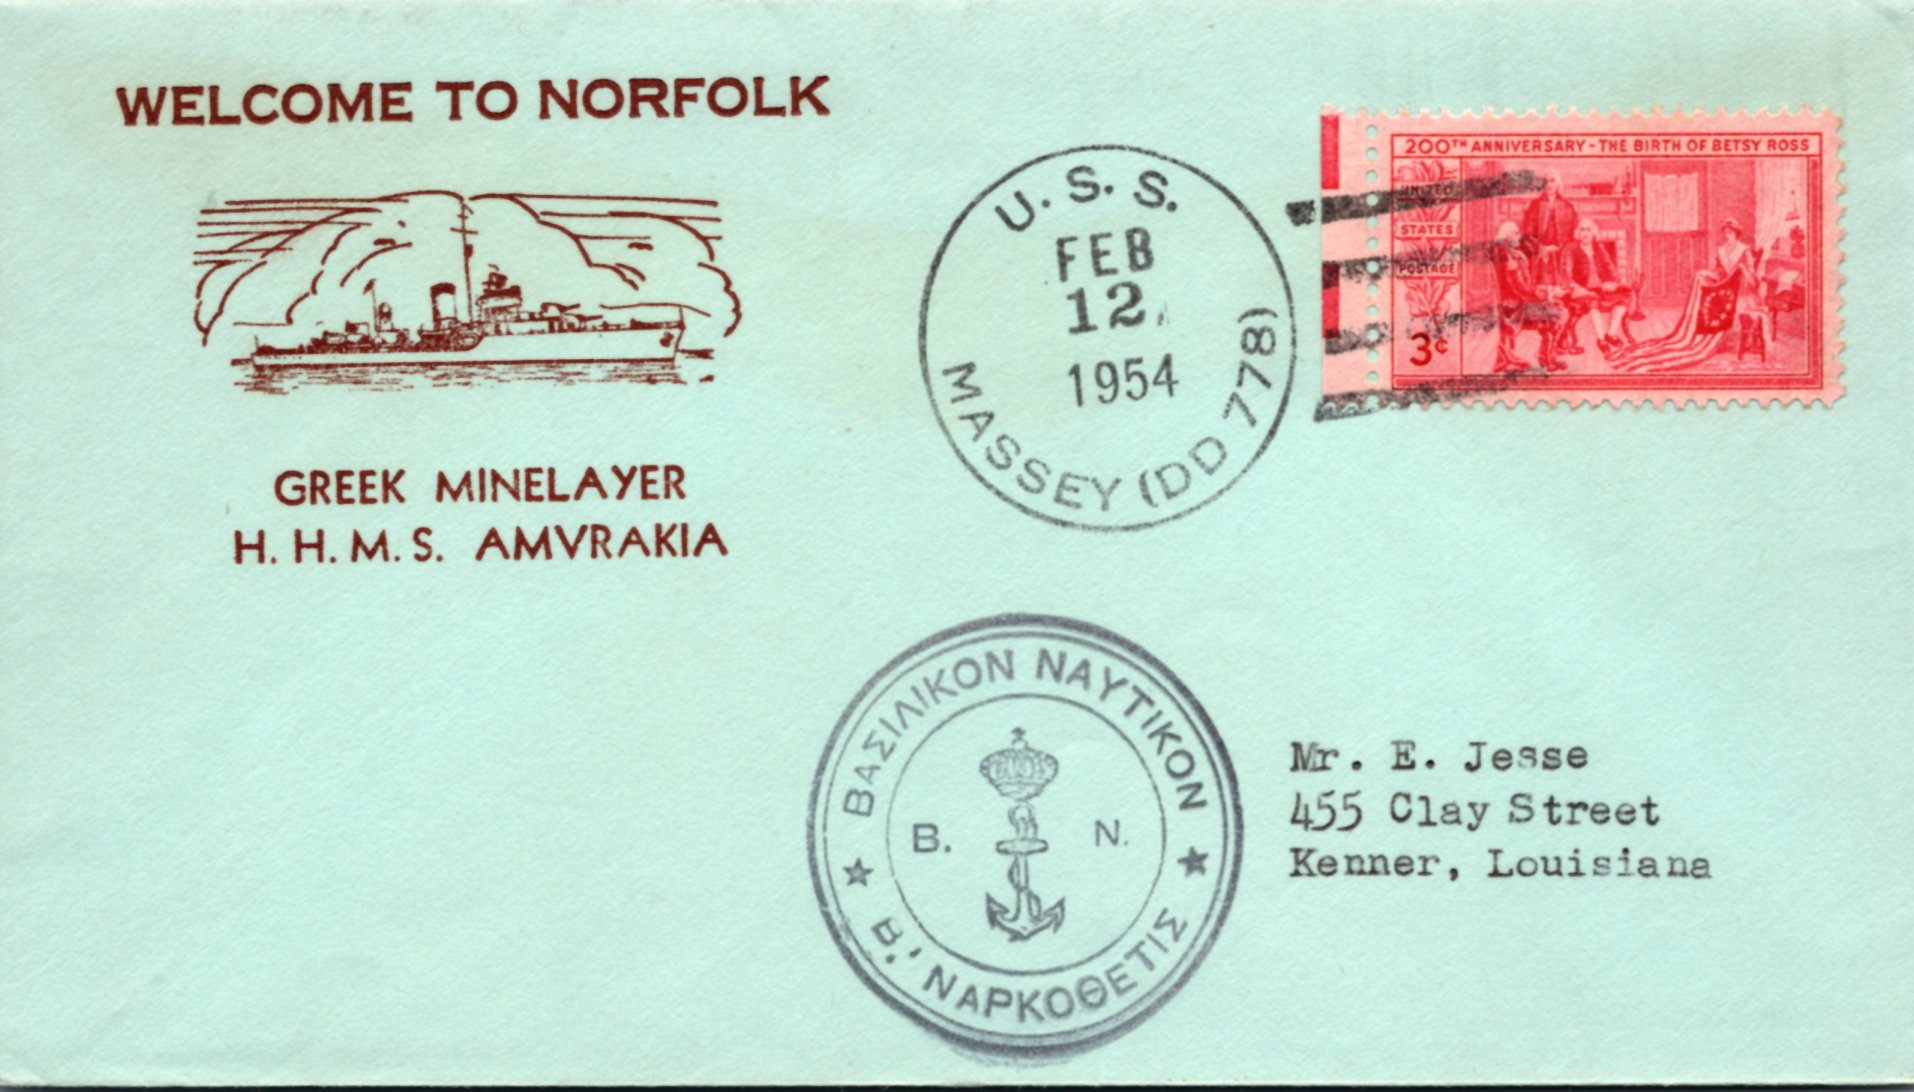 WELCOME TO NORFOLK
GREEK MINELAYER
H. H. M. S. AMVRAKIA
U. S. S.
FEB
12
1954
MASSEY (DD 778)
200TH ANNIVERSARY - THE BIRTH OF BETSY ROSS
UNITED
STATES
POSTAGE
3¢
ΒΑΣΙΛΙΚΟΝ ΝΑΥΤΙΚΟΝ
Β. Ν.
Β.' ΝΑΡΚΟΘΕΤΙΣ
Mr. E. Jesse
455 Clay Street
Kenner, Louisiana